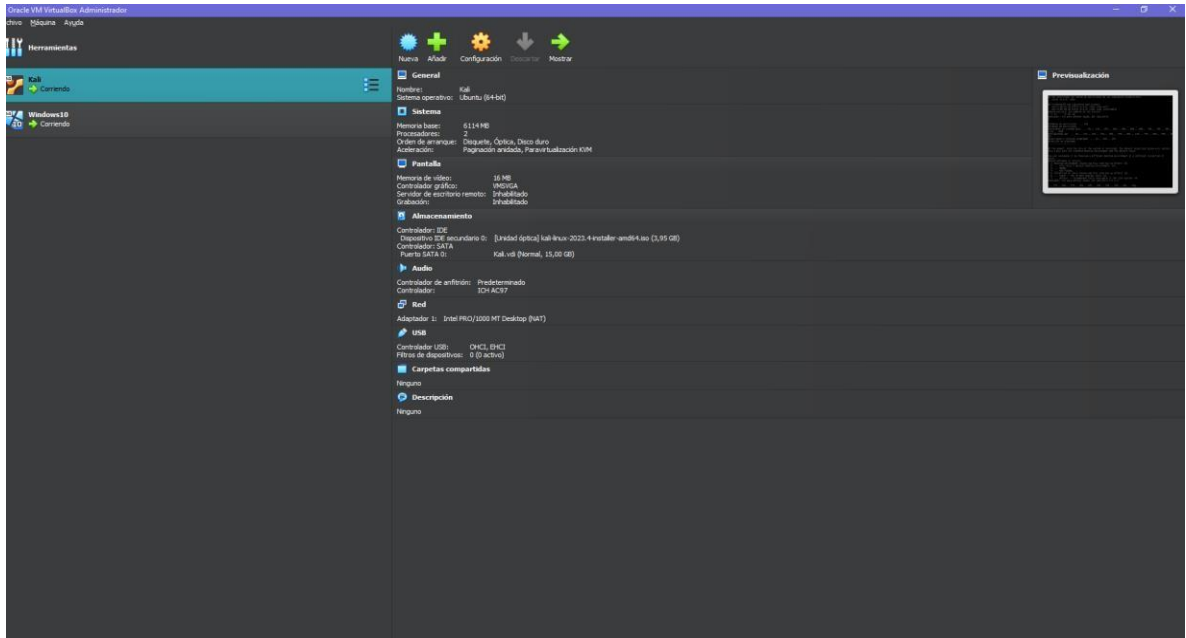 Oracle VM VirtualBox Administrador
chivo Máquina Ayuda
Herramientas
Kali
Corriendo
Windows10
Corriendo
Nueva Añadir Configuración Descartar Mostrar
General
Nombre: Kali
Sistema operativo: Ubuntu (64-bit)
Sistema
Memoria base: 6114 MB
Procesadores: 2
Orden de arranque: Disquete, Óptica, Disco duro
Aceleración: Paginación anidada, Paravirtualización KVM
Pantalla
Memoria de vídeo: 16 MB
Controlador gráfico: VMSVGA
Servidor de escritorio remoto: Inhabilitado
Grabación: Inhabilitado
Almacenamiento
Controlador: IDE
Dispositivo IDE secundario 0: [Unidad óptica] kali-linux-2023.4-installer-amd64.iso (3,95 GB)
Controlador: SATA
Puerto SATA 0: Kali.vdi (Normal, 15,00 GB)
Audio
Controlador de anfitrión: Predeterminado
Controlador: ICH AC97
Red
Adaptador 1: Intel PRO/1000 MT Desktop (NAT)
USB
Controlador USB: OHCI, EHCI
Filtros de dispositivos: 0 (0 activo)
Carpetas compartidas
Ninguno
Descripción
Ninguno
Previsualización